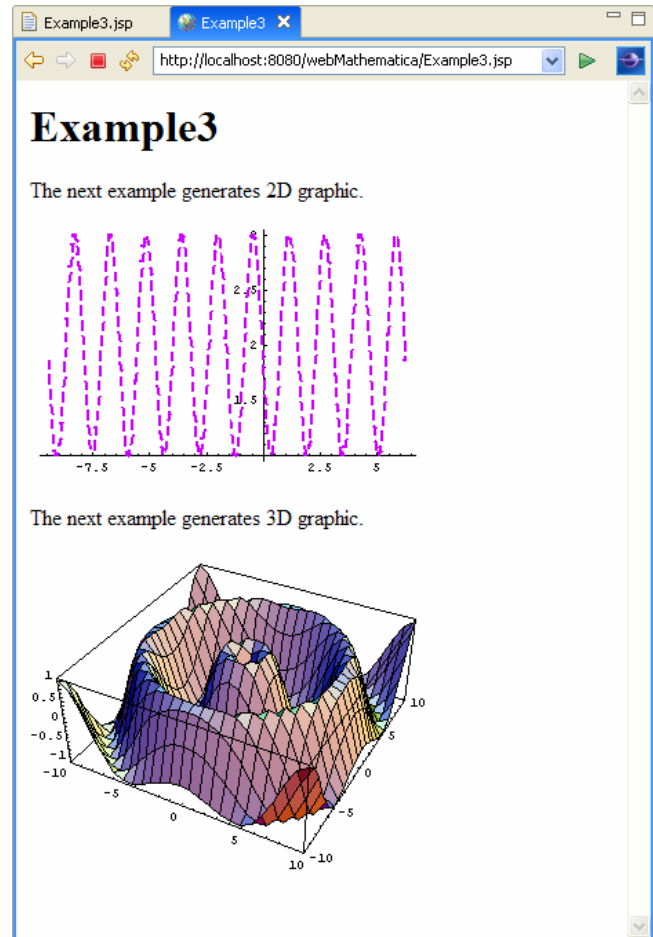 Example3.jsp
Example3
http://localhost:8080/webMathematica/Example3.jsp
Example3
The next example generates 2D graphic.
3
2.5
2
1.5
-7.5 -5 -2.5 2.5 5
The next example generates 3D graphic.
1
0.5
0
-0.5
-1
-10
-5
0
5
10
-10
-5
0
5
10